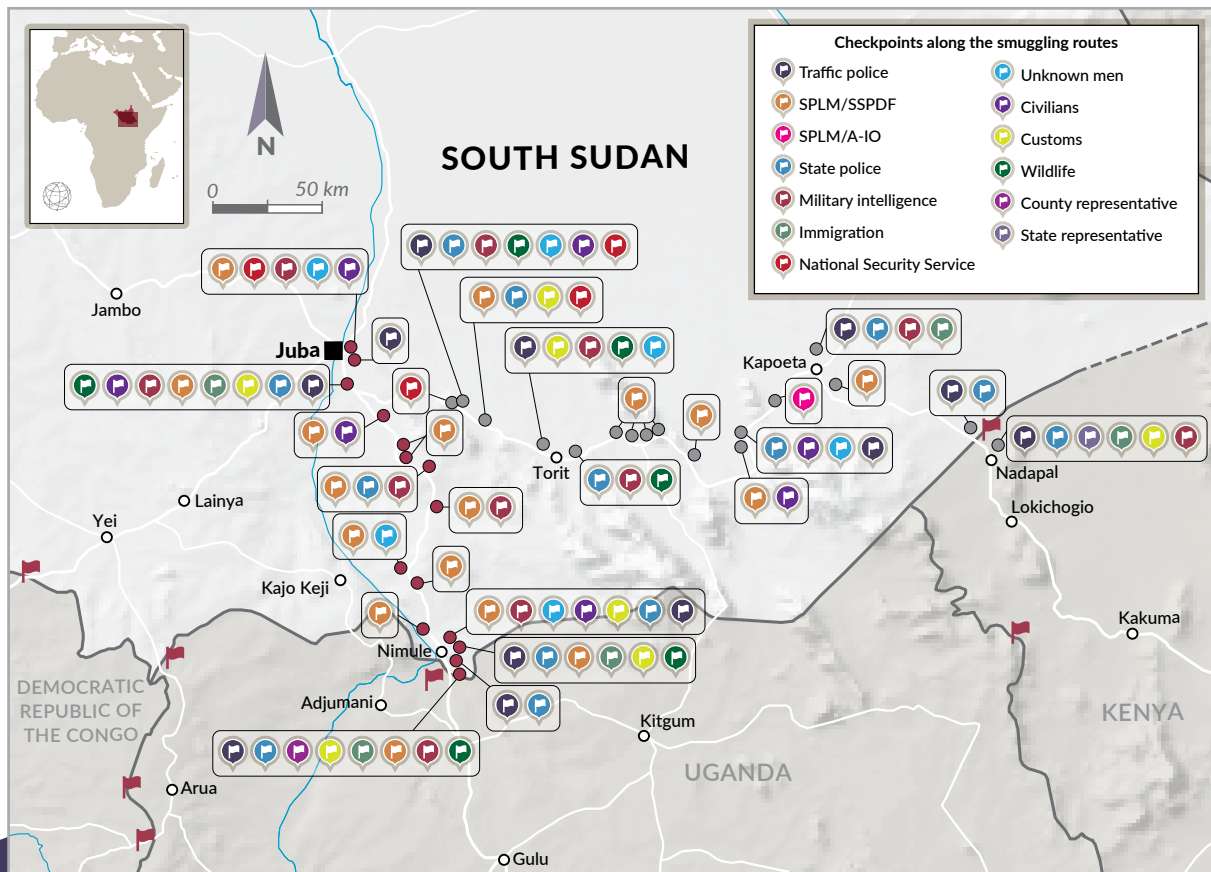 Checkpoints along the smuggling routes
Traffic police
SPLM/SSPDF
SPLM/A-IO
State police
Military intelligence
Immigration
National Security Service
Unknown men
Civilians
Customs
Wildlife
County representative
State representative
N
0 50 km
SOUTH SUDAN
Jambo
Juba
Kapoeta
Torit
Nadapal
Lainya
Lokichogio
Yei
Kajo Keji
Kakuma
Nimule
DEMOCRATIC
REPUBLIC OF
THE CONGO
Adjumani
Kitgum
KENYA
UGANDA
Arua
Gulu